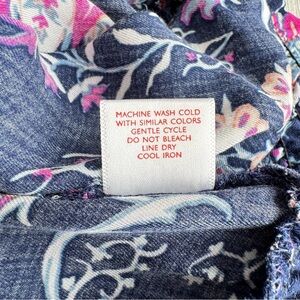 MACHINE WASH COLD
WITH SIMILAR COLORS
GENTLE CYCLE
DO NOT BLEACH
LINE DRY
COOL IRON